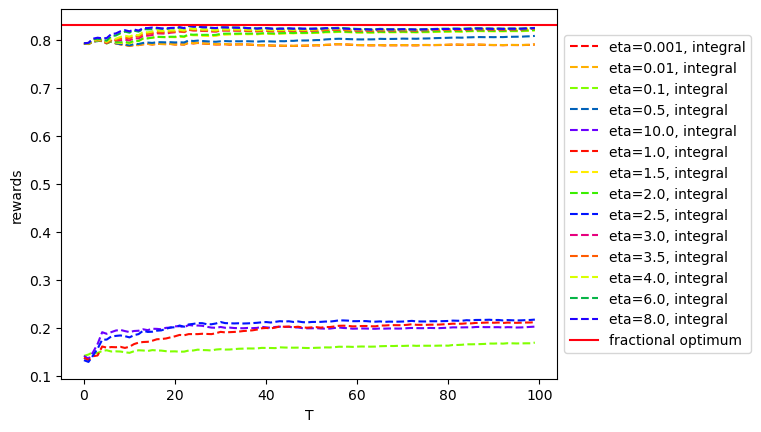 rewards
0.8
0.7
0.6
0.5
0.4
0.3
0.2
0.1
0
20
40
60
80
100
T
eta=0.001, integral
eta=0.01, integral
eta=0.1, integral
eta=0.5, integral
eta=10.0, integral
eta=1.0, integral
eta=1.5, integral
eta=2.0, integral
eta=2.5, integral
eta=3.0, integral
eta=3.5, integral
eta=4.0, integral
eta=6.0, integral
eta=8.0, integral
fractional optimum